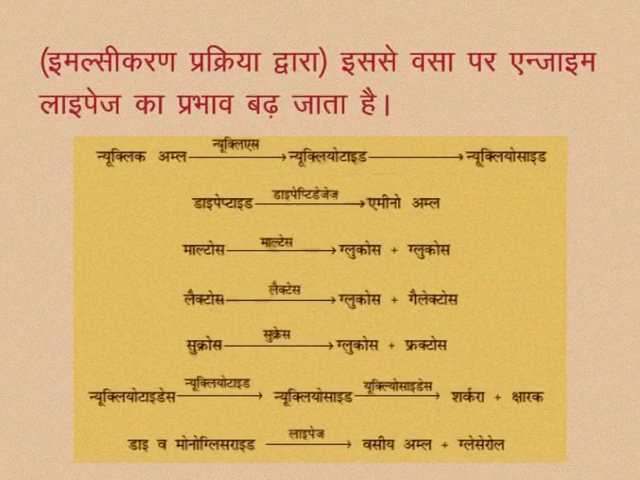 (इमल्सीकरण प्रक्रिया द्वारा) इससे वसा पर एन्जाइम
लाइपेज का प्रभाव बढ़ जाता है।
न्यूक्लिक अम्ल ―न्यूक्लिएस→ न्यूक्लियोटाइड ―→ न्यूक्लियोसाइड
डाइपेप्टाइड ―डाइपेप्टिडेजेज→ एमीनो अम्ल
माल्टोस ―माल्टेस→ ग्लुकोस + ग्लुकोस
लैक्टोस ―लैक्टेस→ ग्लुकोस + गैलेक्टोस
सुक्रोस ―सुक्रेस→ ग्लुकोस + फ्रक्टोस
न्यूक्लियोटाइडेस ―न्यूक्लियोटाइड→ न्यूक्लियोसाइड ―यूक्ल्योसाइडेस→ शर्करा + क्षारक
डाइ व मोनोग्लिसराइड ―लाइपेज→ वसीय अम्ल + ग्लेसेरोल